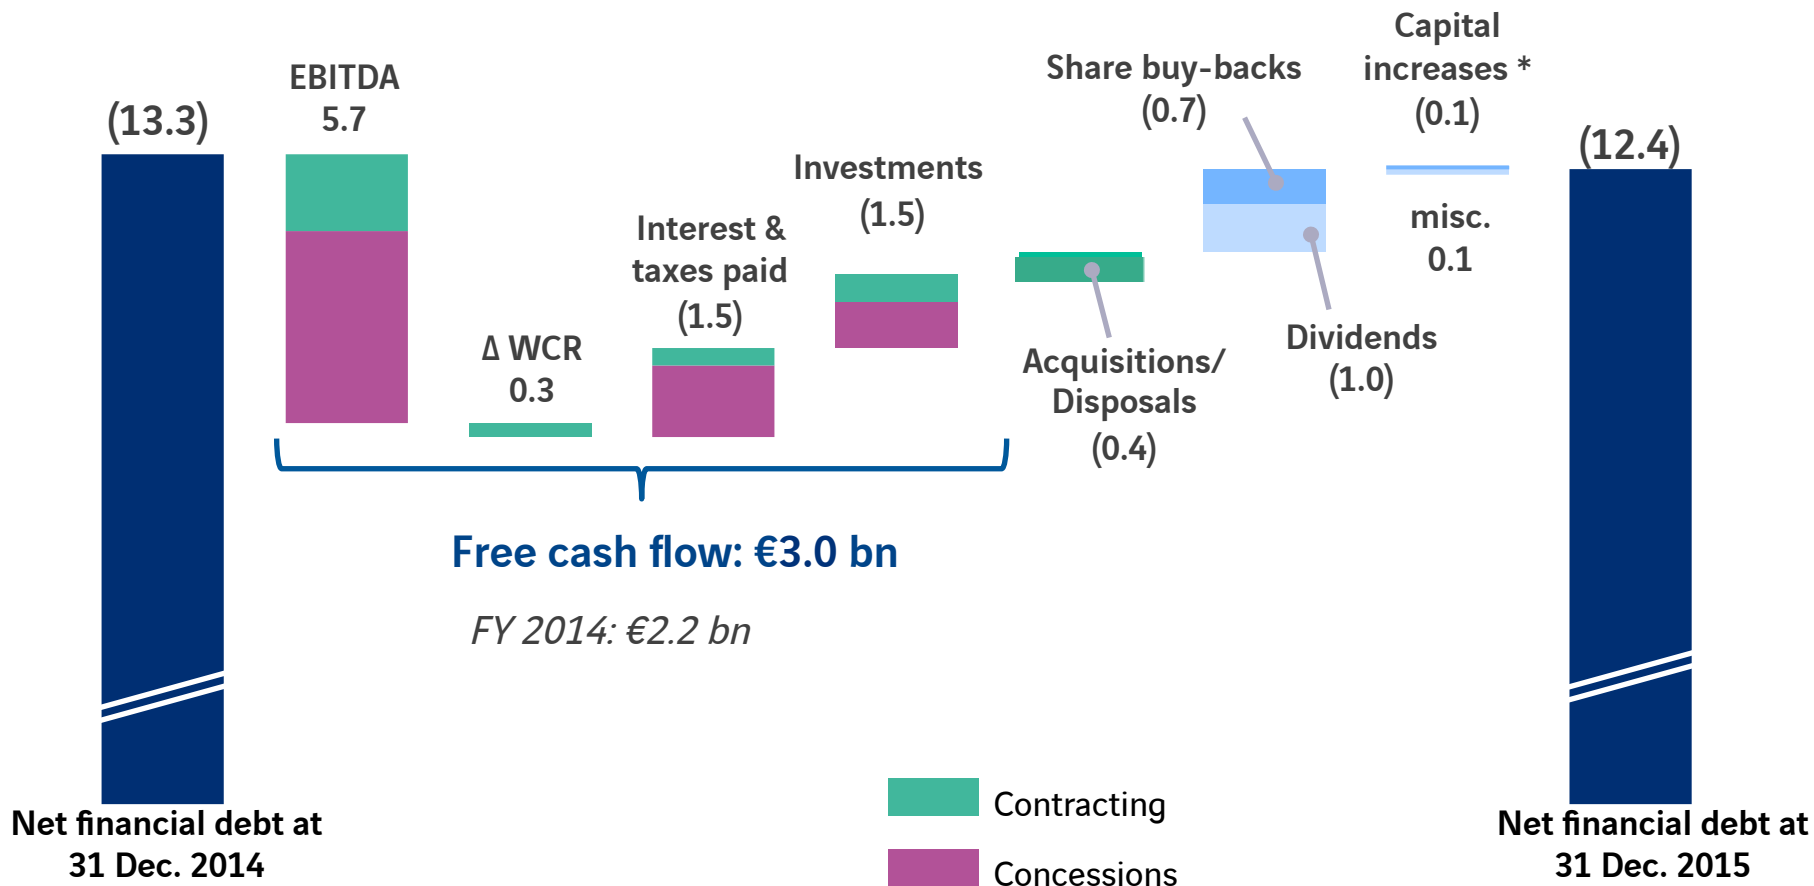 (13.3)
EBITDA
5.7
Δ WCR
0.3
Interest &
taxes paid
(1.5)
Investments
(1.5)
Acquisitions/
Disposals
(0.4)
Share buy-backs
(0.7)
Dividends
(1.0)
Capital
increases *
(0.1)
misc.
0.1
(12.4)
Free cash flow: €3.0 bn
FY 2014: €2.2 bn
Net financial debt at
31 Dec. 2014
Contracting
Concessions
Net financial debt at
31 Dec. 2015